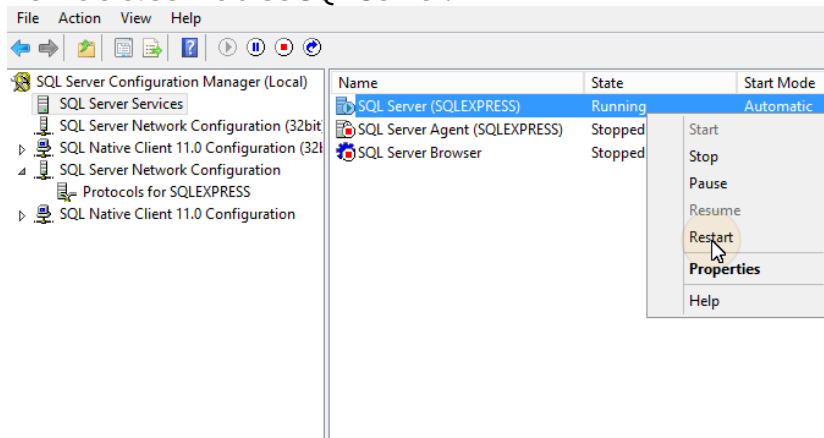 File Action View Help
SQL Server Configuration Manager (Local)
SQL Server Services
SQL Server Network Configuration (32bit
SQL Native Client 11.0 Configuration (32
SQL Server Network Configuration
Protocols for SQLEXPRESS
SQL Native Client 11.0 Configuration
Name State Start Mode
SQL Server (SQLEXPRESS) Running Automatic
SQL Server Agent (SQLEXPRESS) Stopped
SQL Server Browser Stopped
Start
Stop
Pause
Resume
Restart
Properties
Help